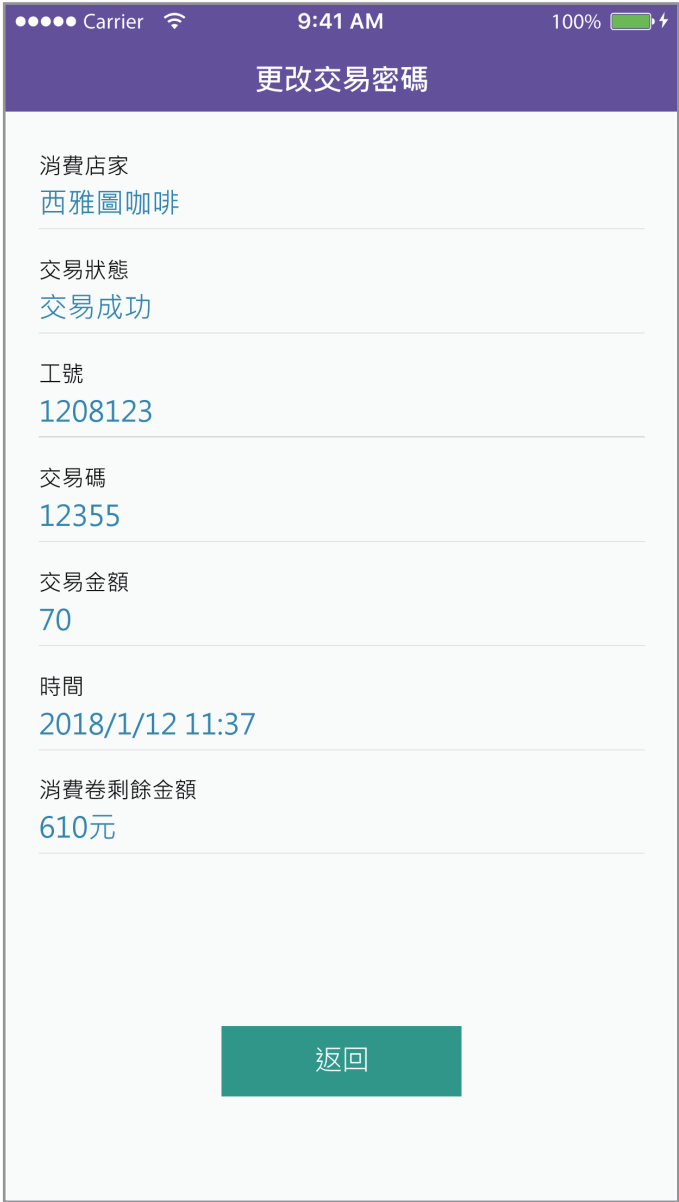 Carrier 9:41 AM 100%
更改交易密碼
消費店家
西雅圖咖啡
交易狀態
交易成功
工號
1208123
交易碼
12355
交易金額
70
時間
2018/1/12 11:37
消費卷剩餘金額
610元
返回